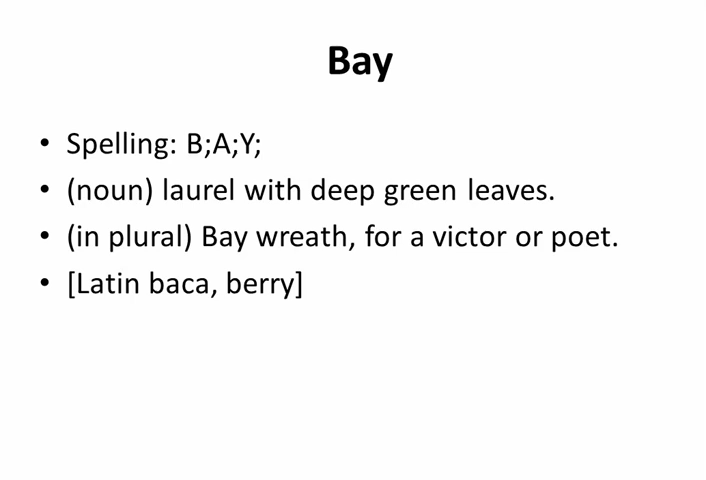 Bay
• Spelling: B;A;Y;
• (noun) laurel with deep green leaves.
• (in plural) Bay wreath, for a victor or poet.
• [Latin baca, berry]